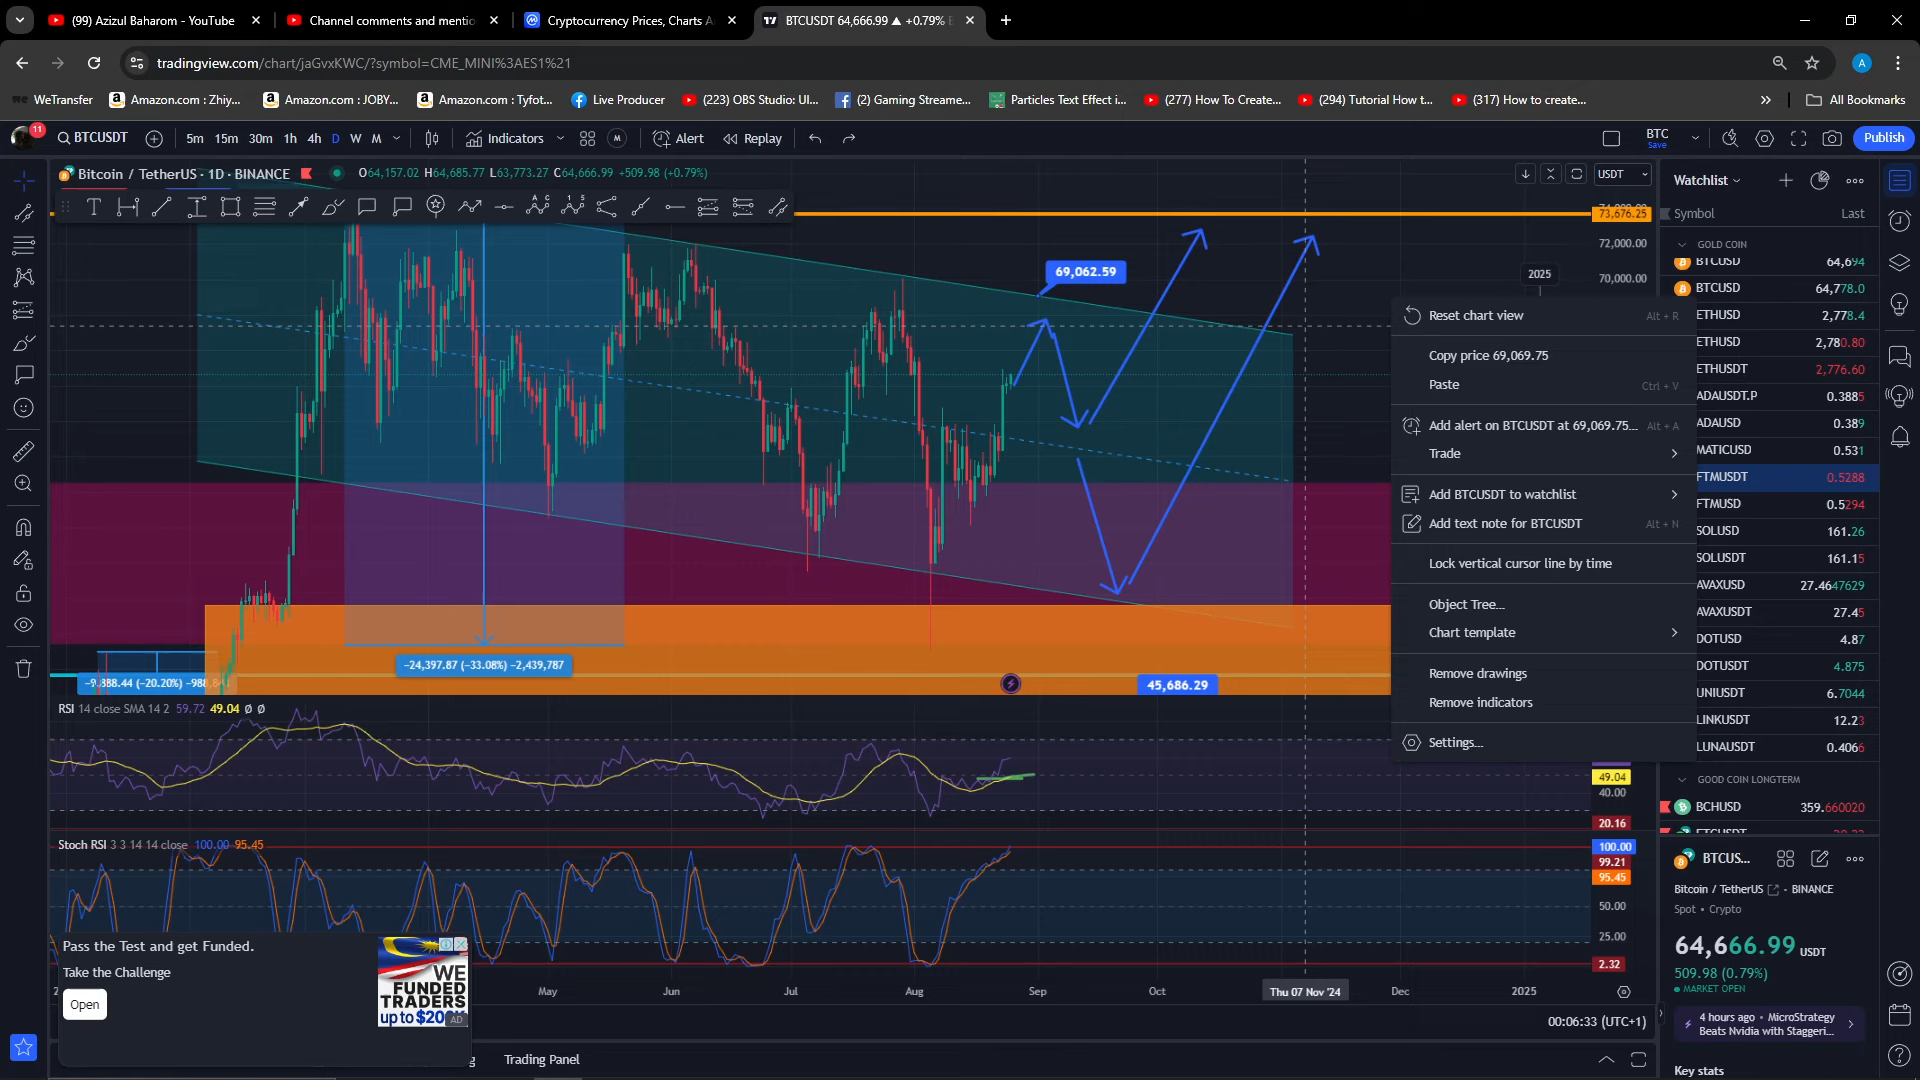 (99) Azizul Baharom - YouTube
Channel comments and mentio
Cryptocurrency Prices, Charts A
BTCUSDT 64,666.99 ▲ +0.79%
tradingview.com/chart/jaGvxKWC/?symbol=CME_MINI%3AES1%21
A
WeTransfer
Amazon.com : Zhiy...
Amazon.com : JOBY...
Amazon.com : Tyfot...
Live Producer
(223) OBS Studio: Ul...
(2) Gaming Streame...
Particles Text Effect i...
(277) How To Create...
(294) Tutorial How t...
(317) How to create...
All Bookmarks
11
BTCUSDT
5m 15m 30m 1h 4h D W M
Indicators
M
Alert
Replay
BTC
Save
Publish
Bitcoin / TetherUS · 1D · BINANCE
O64,157.02 H64,685.77 L63,773.27 C64,666.99 +509.98 (+0.79%)
USDT
73,676.25
72,000.00
70,000.00
69,062.59
2025
−24,397.87 (−33.08%) −2,439,787
45,686.29
Reset chart view Alt + R
Copy price 69,069.75
Paste Ctrl + V
Add alert on BTCUSDT at 69,069.75... Alt + A
Trade
Add BTCUSDT to watchlist
Add text note for BTCUSDT Alt + N
Lock vertical cursor line by time
Object Tree...
Chart template
Remove drawings
Remove indicators
Settings...
RSI 14 close SMA 14 2 59.72 49.04 Ø Ø
49.04
40.00
20.16
Stoch RSI 3 3 14 14 close 100.00 95.45
100.00
99.21
95.45
50.00
25.00
2.32
May
Jun
Jul
Aug
Sep
Oct
Thu 07 Nov '24
Dec
2025
00:06:33 (UTC+1)
Trading Panel
Pass the Test and get Funded.
Take the Challenge
Open
WE
FUNDED
TRADERS
AD
Watchlist
Symbol Last
GOLD COIN
BTCUSDT 64,694
BTCUSD 64,778.0
ETHUSD 2,778.4
ETHUSD 2,780.80
ETHUSDT 2,776.60
ADAUSDT.P 0.3885
ADAUSD 0.389
MATICUSD 0.531
FTMUSDT 0.5288
FTMUSD 0.5294
SOLUSD 161.26
SOLUSDT 161.15
AVAXUSD 27.4647629
AVAXUSDT 27.45
DOTUSD 4.87
DOTUSDT 4.875
UNIUSDT 6.7044
LINKUSDT 12.23
LUNAUSDT 0.4066
GOOD COIN LONGTERM
BCHUSD 359.660020
BTCUS...
Bitcoin / TetherUS · BINANCE
Spot • Crypto
64,666.99 USDT
509.98 (0.79%)
MARKET OPEN
4 hours ago • MicroStrategy
Beats Nvidia with Staggeri...
Key stats